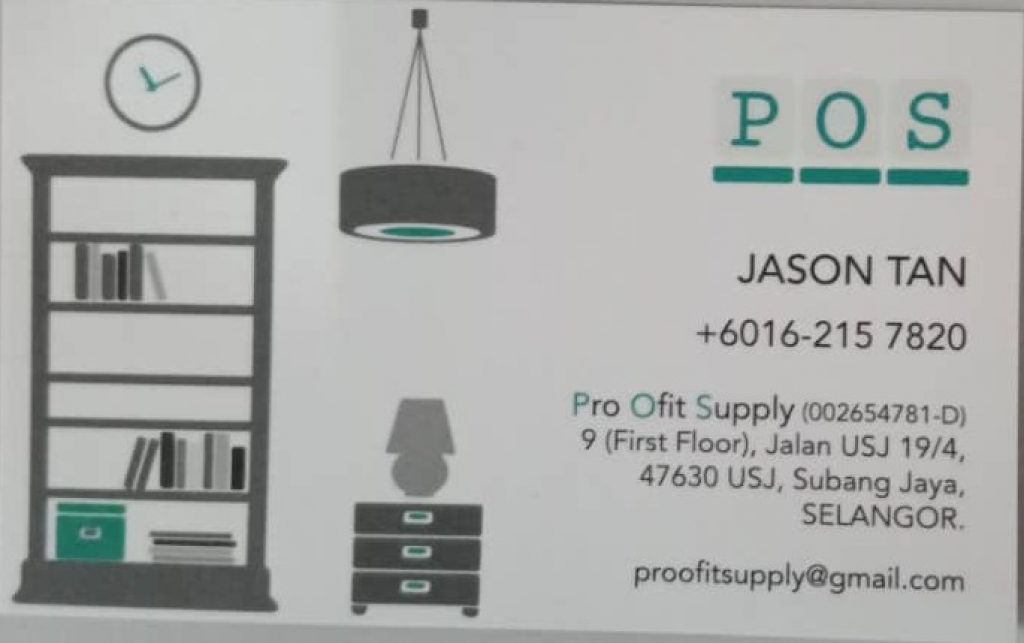 POS
JASON TAN
+6016-215 7820
Pro Ofit Supply (002654781-D)
9 (First Floor), Jalan USJ 19/4,
47630 USJ, Subang Jaya,
SELANGOR.
proofitsupply@gmail.com